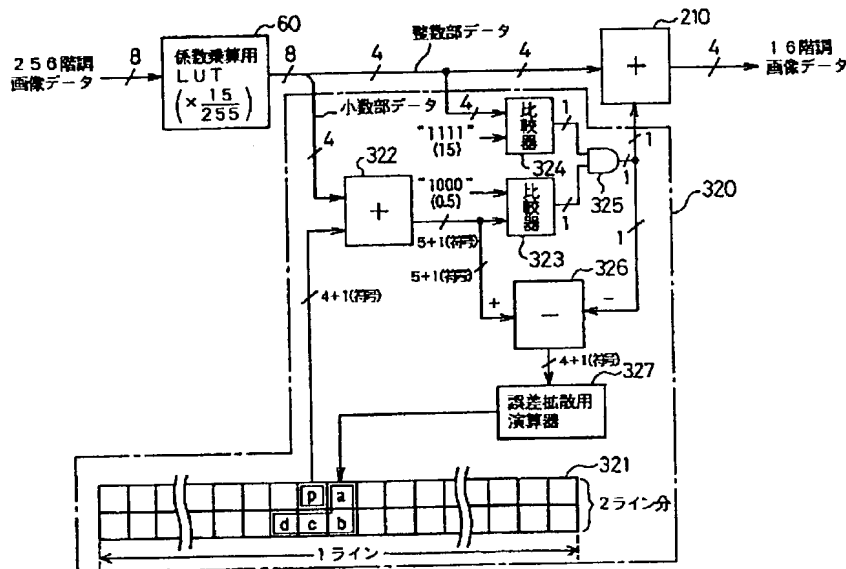 60
210
256階調
画像データ
8
係数乗算用
LUT
(× 15/255)
8
4
整数部データ
4
+
4
16階調
画像データ
小数部データ
4
4
"1111"
(15)
比較器
324
1
1
1
325
320
322
+
"1000"
(0.5)
比較器
323
1
5+1(符号)
5+1(符号)
4+1(符号)
1
326
+
−
−
4+1(符号)
327
誤差拡散用
演算器
321
p
a
d
c
b
2ライン分
1ライン